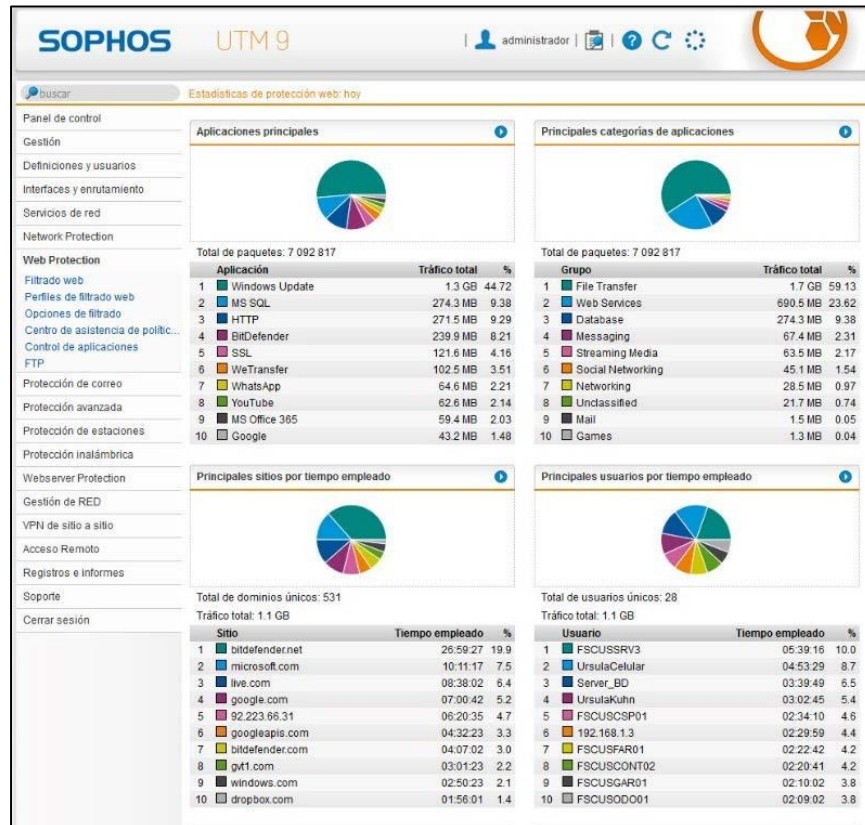 SOPHOS UTM 9
| administrador | |
buscar
Estadísticas de protección web: hoy
Panel de control
Gestión
Definiciones y usuarios
Interfaces y enrutamiento
Servicios de red
Network Protection
Web Protection
Filtrado web
Perfiles de filtrado web
Opciones de filtrado
Centro de asistencia de polític...
Control de aplicaciones
FTP
Protección de correo
Protección avanzada
Protección de estaciones
Protección inalámbrica
Webserver Protection
Gestión de RED
VPN de sitio a sitio
Acceso Remoto
Registros e informes
Soporte
Cerrar sesión
Aplicaciones principales
Total de paquetes: 7 092 817
Aplicación Tráfico total %
1 Windows Update 1.3 GB 44.72
2 MS SQL 274.3 MB 9.38
3 HTTP 271.5 MB 9.29
4 BitDefender 239.9 MB 8.21
5 SSL 121.6 MB 4.16
6 WeTransfer 102.5 MB 3.51
7 WhatsApp 64.6 MB 2.21
8 YouTube 62.6 MB 2.14
9 MS Office 365 59.4 MB 2.03
10 Google 43.2 MB 1.48
Principales categorías de aplicaciones
Total de paquetes: 7 092 817
Grupo Tráfico total %
1 File Transfer 1.7 GB 59.13
2 Web Services 690.5 MB 23.62
3 Database 274.3 MB 9.38
4 Messaging 67.4 MB 2.31
5 Streaming Media 63.5 MB 2.17
6 Social Networking 45.1 MB 1.54
7 Networking 28.5 MB 0.97
8 Unclassified 21.7 MB 0.74
9 Mail 1.5 MB 0.05
10 Games 1.3 MB 0.04
Principales sitios por tiempo empleado
Total de dominios únicos: 531
Tráfico total: 1.1 GB
Sitio Tiempo empleado %
1 bitdefender.net 26:59:27 19.9
2 microsoft.com 10:11:17 7.5
3 live.com 08:38:02 6.4
4 google.com 07:00:42 5.2
5 92.223.66.31 06:20:35 4.7
6 googleapis.com 04:32:23 3.3
7 bitdefender.com 04:07:02 3.0
8 gvt1.com 03:01:23 2.2
9 windows.com 02:50:23 2.1
10 dropbox.com 01:56:01 1.4
Principales usuarios por tiempo empleado
Total de usuarios únicos: 28
Tráfico total: 1.1 GB
Usuario Tiempo empleado %
1 FSCUSSRV3 05:39:16 10.0
2 UrsulaCelular 04:53:29 8.7
3 Server_BD 03:39:49 6.5
4 UrsulaKuhn 03:02:45 5.4
5 FSCUSCSP01 02:34:10 4.6
6 192.168.1.3 02:29:59 4.4
7 FSCUSFAR01 02:22:42 4.2
8 FSCUSCONT02 02:20:41 4.2
9 FSCUSGAR01 02:10:02 3.8
10 FSCUSODO01 02:09:02 3.8